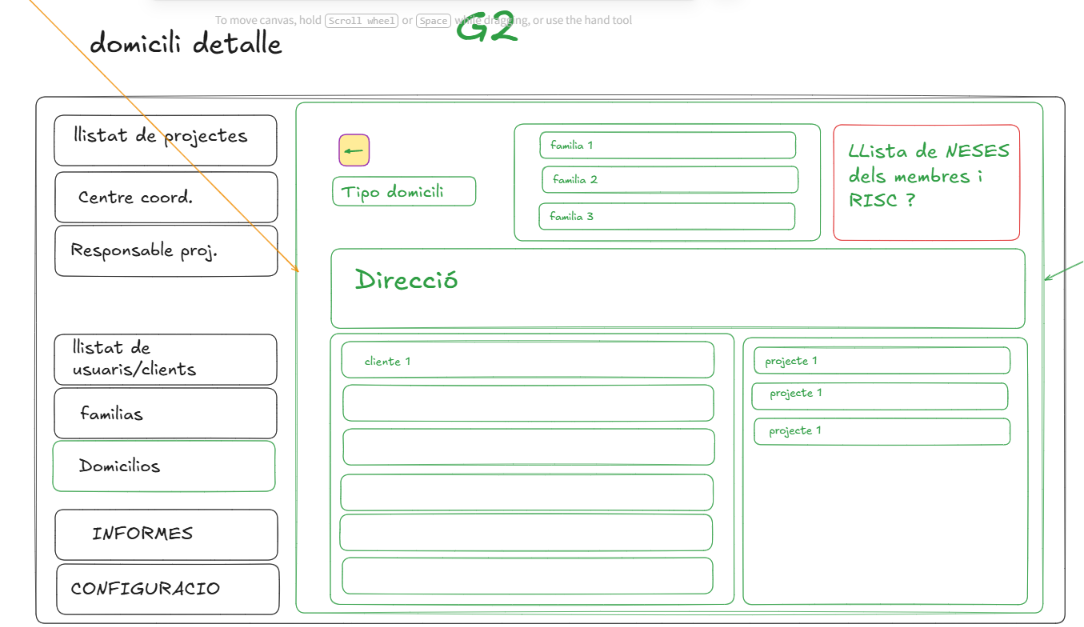 To move canvas, hold Scroll wheel or Space while dragging, or use the hand tool
G2
domicili detalle
llistat de projectes
Centre coord.
Responsable proj.
llistat de
usuaris/clients
familias
Domicilios
INFORMES
CONFIGURACIO
←
Tipo domicili
familia 1
familia 2
familia 3
LLista de NESES
dels membres i
RISC ?
Direcció
cliente 1
projecte 1
projecte 1
projecte 1